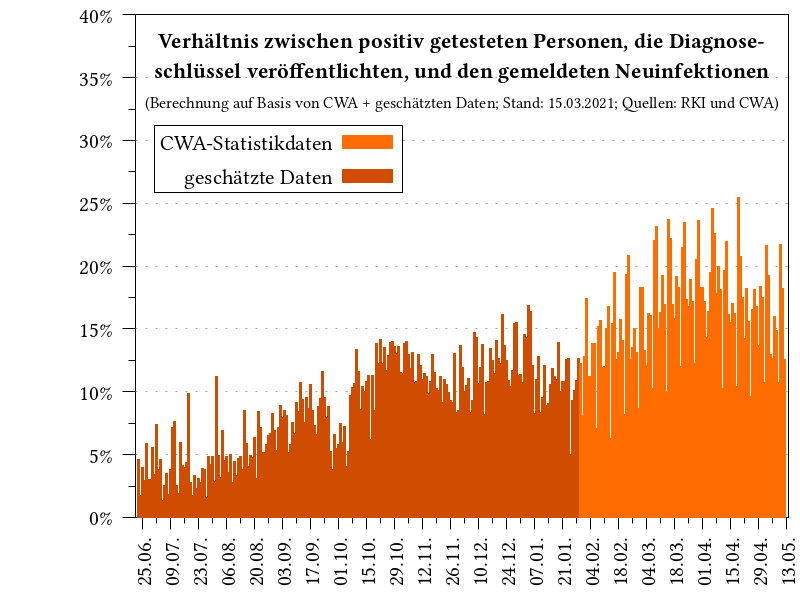 Verhältnis zwischen positiv getesteten Personen, die Diagnose-
schlüssel veröffentlichten, und den gemeldeten Neuinfektionen
(Berechnung auf Basis von CWA + geschätzten Daten; Stand: 15.03.2021; Quellen: RKI und CWA)
CWA-Statistikdaten
geschätzte Daten
40%
35%
30%
25%
20%
15%
10%
5%
0%
25.06. 09.07. 23.07. 06.08. 20.08. 03.09. 17.09. 01.10. 15.10. 29.10. 12.11. 26.11. 10.12. 24.12. 07.01. 21.01. 04.02. 18.02. 04.03. 18.03. 01.04. 15.04. 29.04. 13.05.